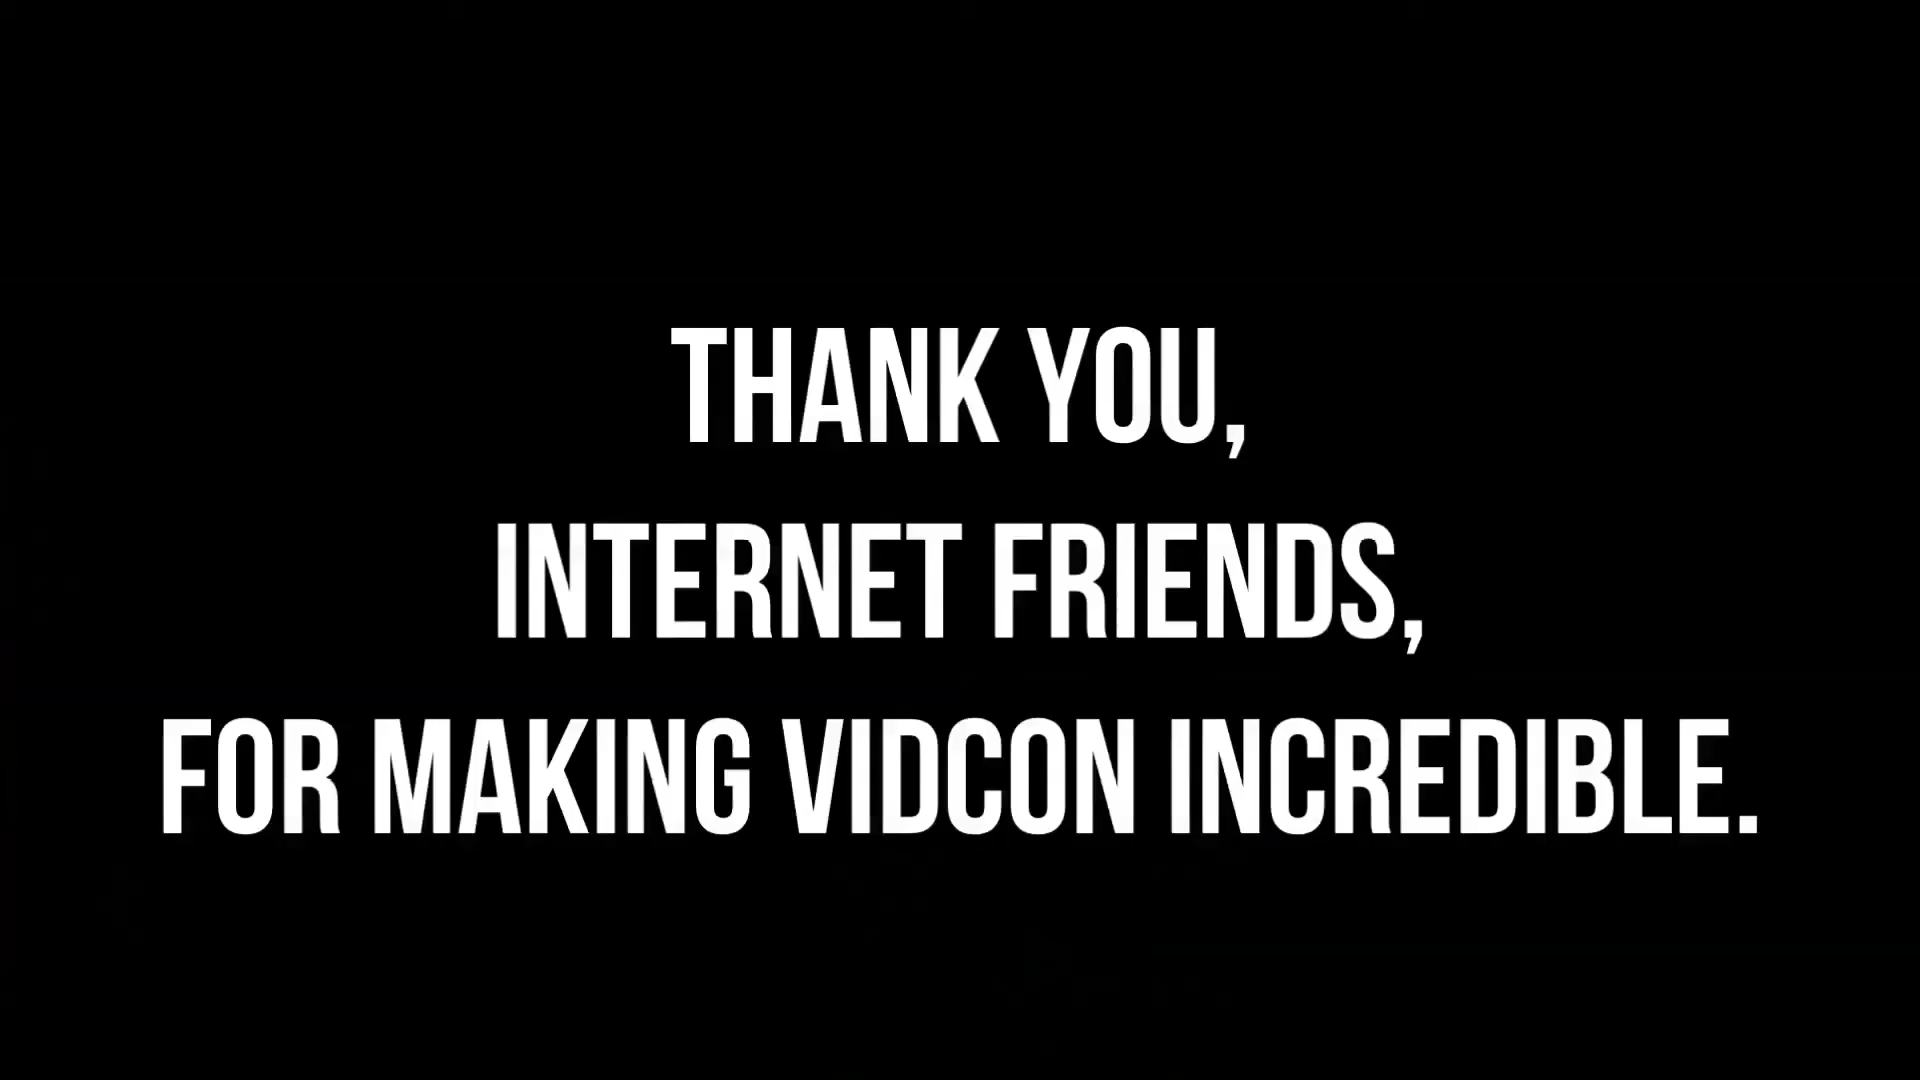 THANK YOU,
INTERNET FRIENDS,
FOR MAKING VIDCON INCREDIBLE.